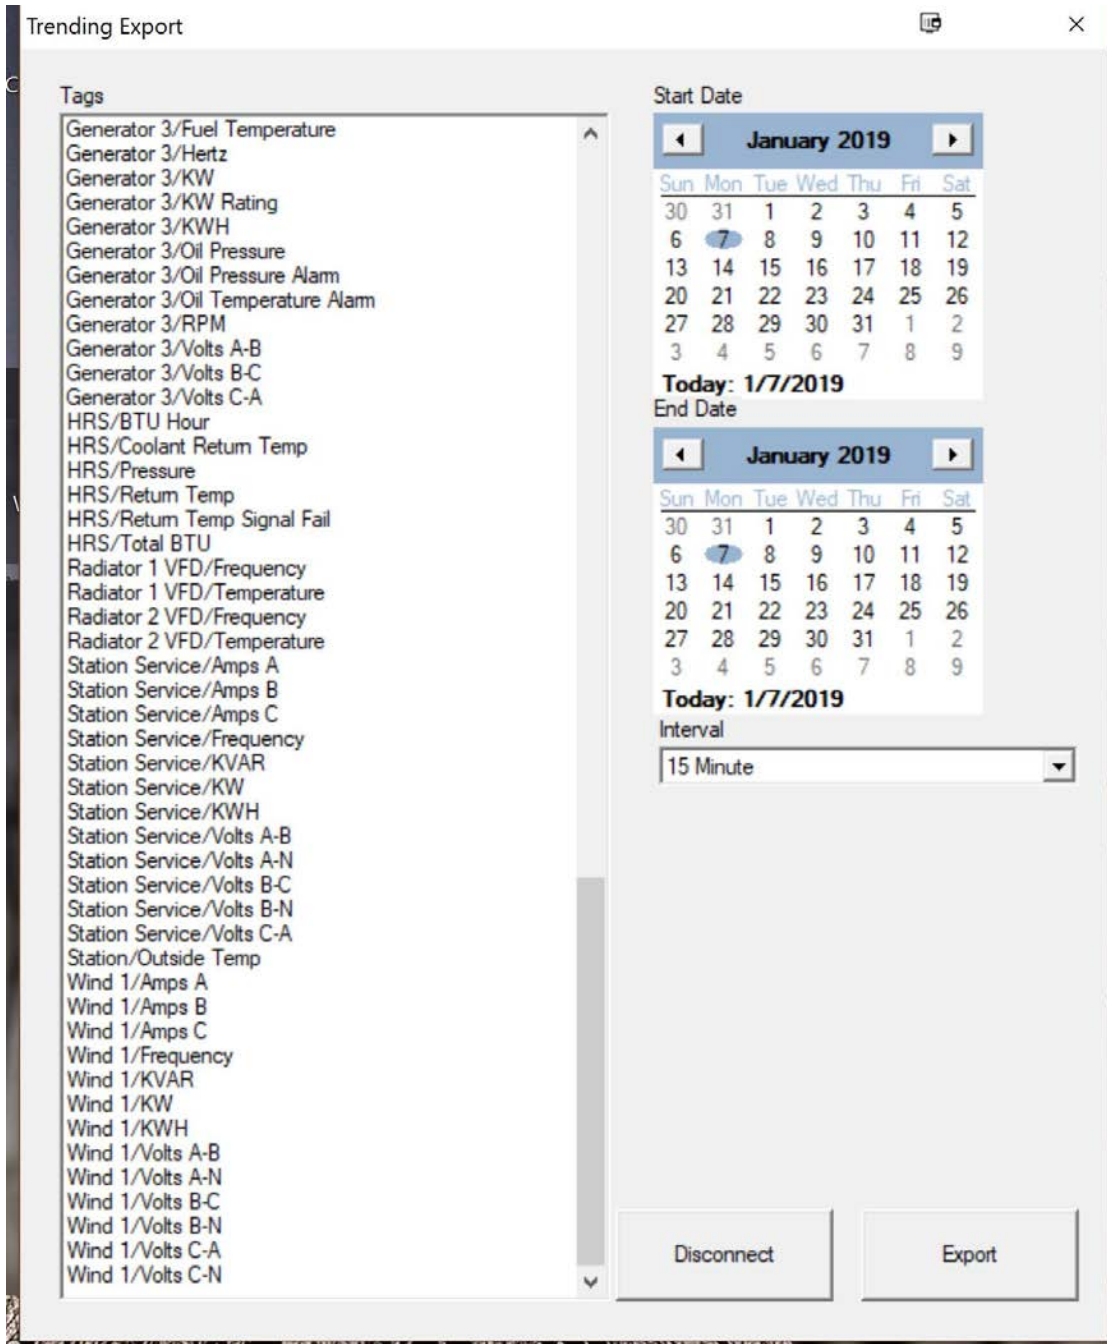 Trending Export
Tags
Generator 3/Fuel Temperature
Generator 3/Hertz
Generator 3/KW
Generator 3/KW Rating
Generator 3/KWH
Generator 3/Oil Pressure
Generator 3/Oil Pressure Alarm
Generator 3/Oil Temperature Alarm
Generator 3/RPM
Generator 3/Volts A-B
Generator 3/Volts B-C
Generator 3/Volts C-A
HRS/BTU Hour
HRS/Coolant Return Temp
HRS/Pressure
HRS/Return Temp
HRS/Return Temp Signal Fail
HRS/Total BTU
Radiator 1 VFD/Frequency
Radiator 1 VFD/Temperature
Radiator 2 VFD/Frequency
Radiator 2 VFD/Temperature
Station Service/Amps A
Station Service/Amps B
Station Service/Amps C
Station Service/Frequency
Station Service/KVAR
Station Service/KW
Station Service/KWH
Station Service/Volts A-B
Station Service/Volts A-N
Station Service/Volts B-C
Station Service/Volts B-N
Station Service/Volts C-A
Station/Outside Temp
Wind 1/Amps A
Wind 1/Amps B
Wind 1/Amps C
Wind 1/Frequency
Wind 1/KVAR
Wind 1/KW
Wind 1/KWH
Wind 1/Volts A-B
Wind 1/Volts A-N
Wind 1/Volts B-C
Wind 1/Volts B-N
Wind 1/Volts C-A
Wind 1/Volts C-N
Start Date
January 2019
Sun Mon Tue Wed Thu Fri Sat
30 31 1 2 3 4 5
6 7 8 9 10 11 12
13 14 15 16 17 18 19
20 21 22 23 24 25 26
27 28 29 30 31 1 2
3 4 5 6 7 8 9
Today: 1/7/2019
End Date
January 2019
Sun Mon Tue Wed Thu Fri Sat
30 31 1 2 3 4 5
6 7 8 9 10 11 12
13 14 15 16 17 18 19
20 21 22 23 24 25 26
27 28 29 30 31 1 2
3 4 5 6 7 8 9
Today: 1/7/2019
Interval
15 Minute
Disconnect
Export